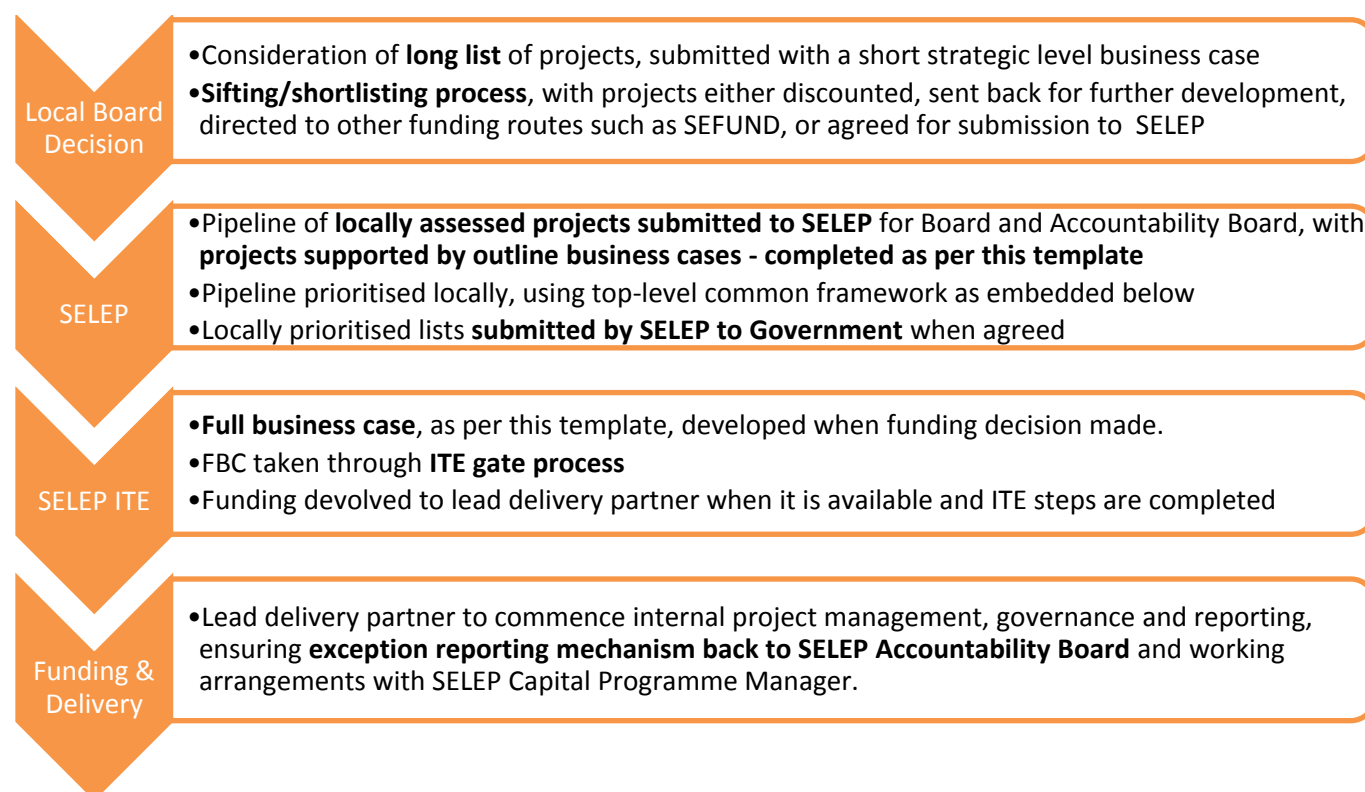 Local Board
Decision
•Consideration of long list of projects, submitted with a short strategic level business case
•Sifting/shortlisting process, with projects either discounted, sent back for further development,
directed to other funding routes such as SEFUND, or agreed for submission to SELEP
SELEP
•Pipeline of locally assessed projects submitted to SELEP for Board and Accountability Board, with
projects supported by outline business cases - completed as per this template
•Pipeline prioritised locally, using top-level common framework as embedded below
•Locally prioritised lists submitted by SELEP to Government when agreed
SELEP ITE
•Full business case, as per this template, developed when funding decision made.
•FBC taken through ITE gate process
•Funding devolved to lead delivery partner when it is available and ITE steps are completed
Funding &
Delivery
•Lead delivery partner to commence internal project management, governance and reporting,
ensuring exception reporting mechanism back to SELEP Accountability Board and working
arrangements with SELEP Capital Programme Manager.